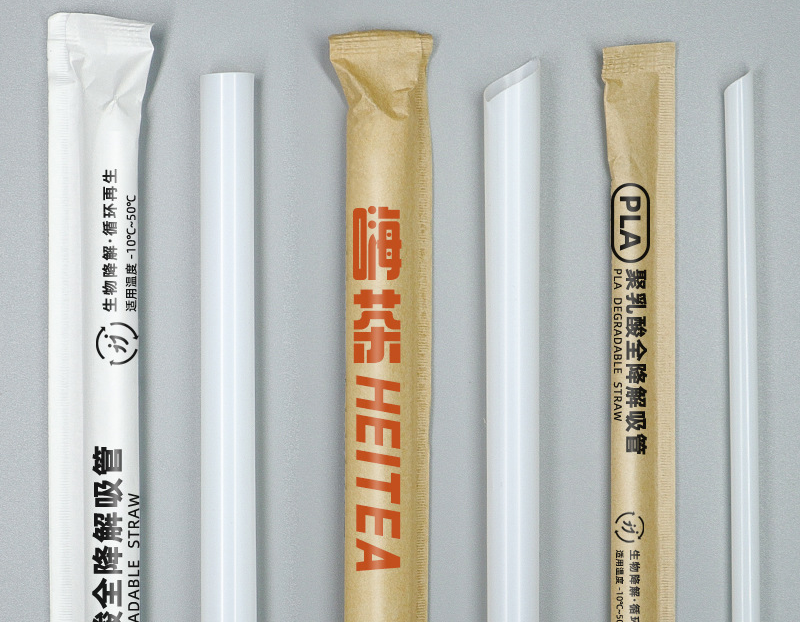 生物降解·循环再生
适用温度 -10℃~50℃
酸全降解吸管
ADABLE STRAW
嗨茶
HEITEA
PLA
聚乳酸全降解吸管
PLA DEGRADABLE STRAW
生物降解·循环
适用温度 -10℃~50